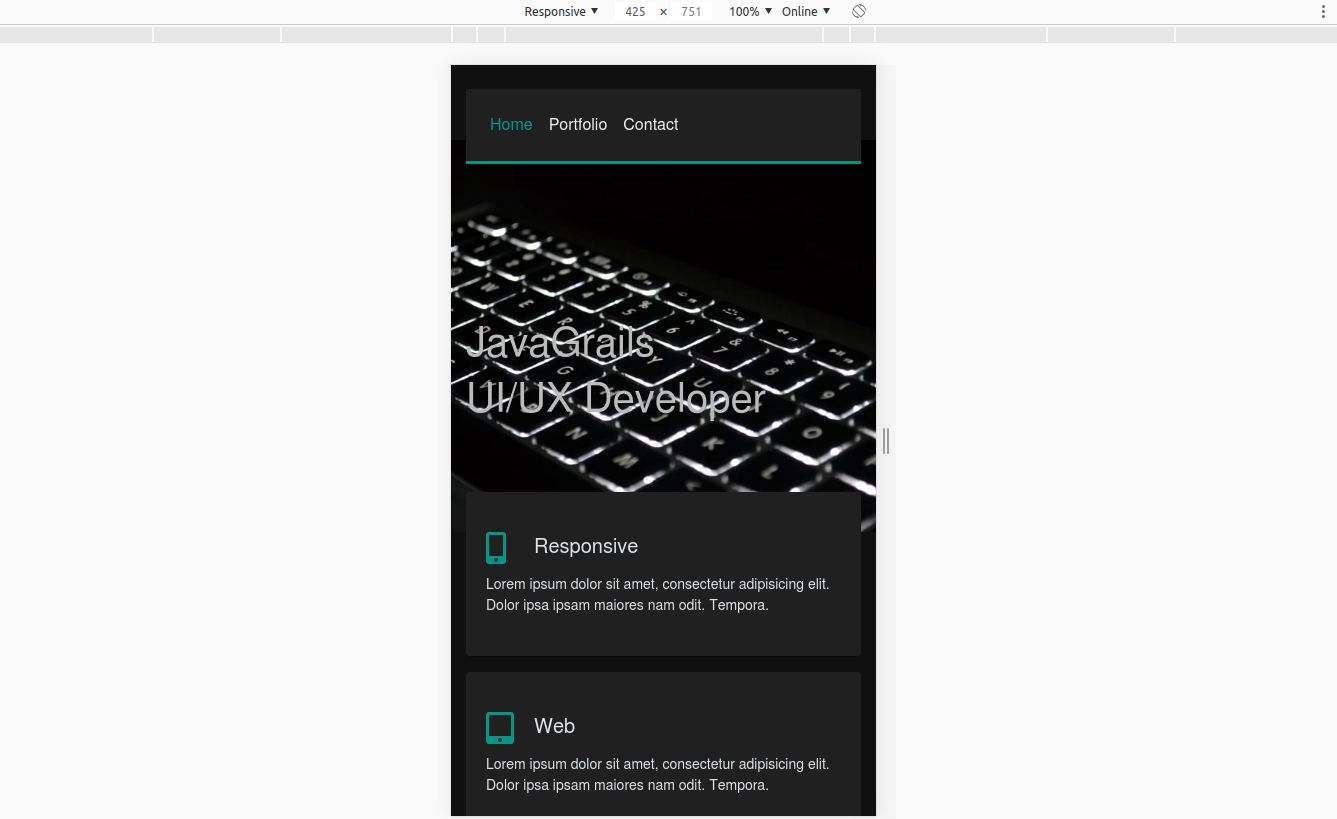 Responsive 425 × 751 100% Online
Home Portfolio Contact
JavaGrails
UI/UX Developer
Responsive
Lorem ipsum dolor sit amet, consectetur adipisicing elit.
Dolor ipsa ipsam maiores nam odit. Tempora.
Web
Lorem ipsum dolor sit amet, consectetur adipisicing elit.
Dolor ipsa ipsam maiores nam odit. Tempora.